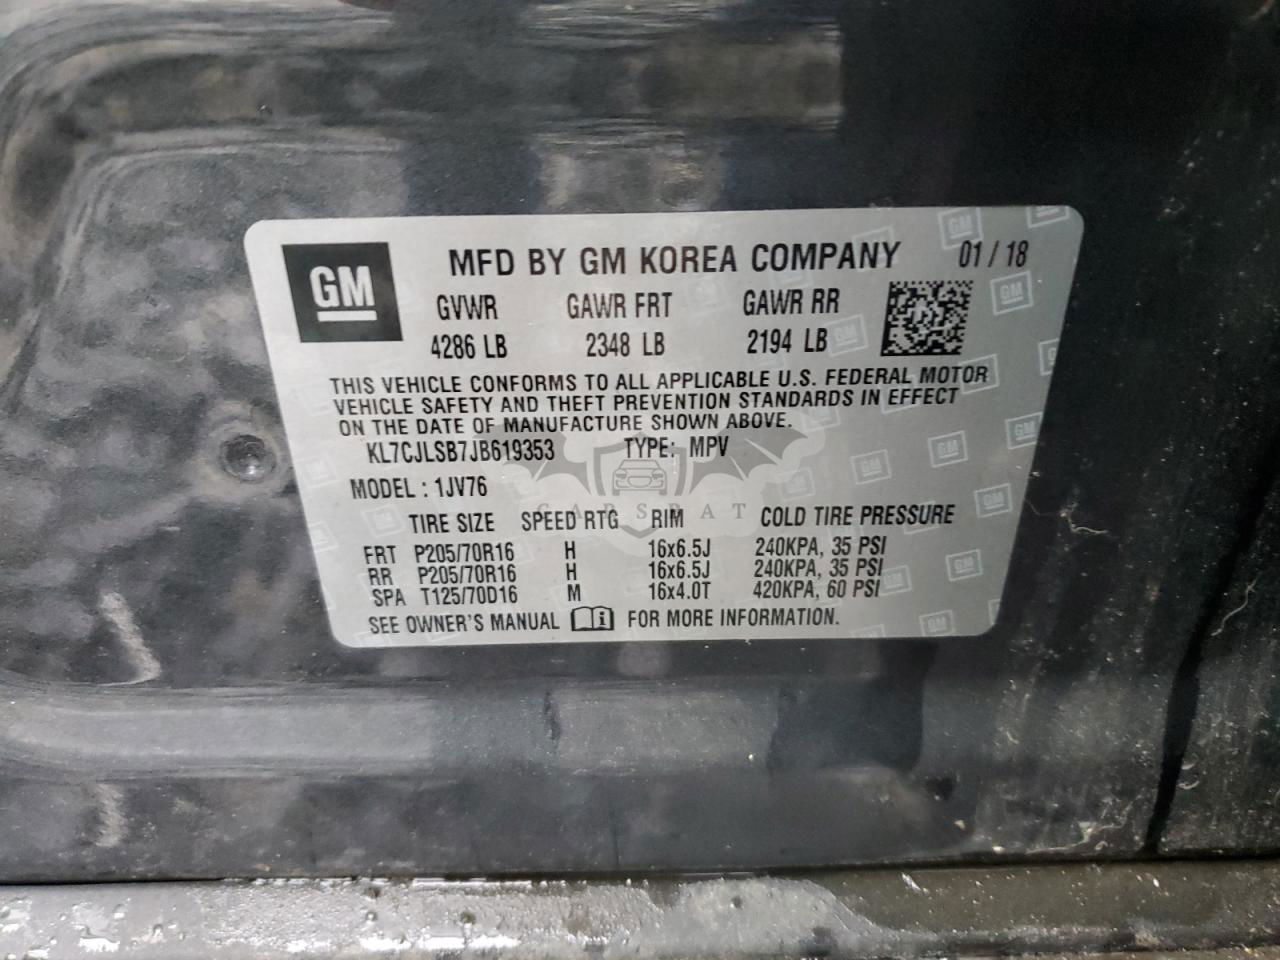 MFD BY GM KOREA COMPANY 01 / 18
GM
GVWR GAWR FRT GAWR RR
4286 LB 2348 LB 2194 LB
THIS VEHICLE CONFORMS TO ALL APPLICABLE U.S. FEDERAL MOTOR
VEHICLE SAFETY AND THEFT PREVENTION STANDARDS IN EFFECT
ON THE DATE OF MANUFACTURE SHOWN ABOVE.
KL7CJLSB7JB619353 TYPE: MPV
MODEL : 1JV76
CARSBAT
TIRE SIZE SPEED RTG RIM COLD TIRE PRESSURE
FRT P205/70R16 H 16x6.5J 240KPA, 35 PSI
RR P205/70R16 H 16x6.5J 240KPA, 35 PSI
SPA T125/70D16 M 16x4.0T 420KPA, 60 PSI
SEE OWNER'S MANUAL i FOR MORE INFORMATION.